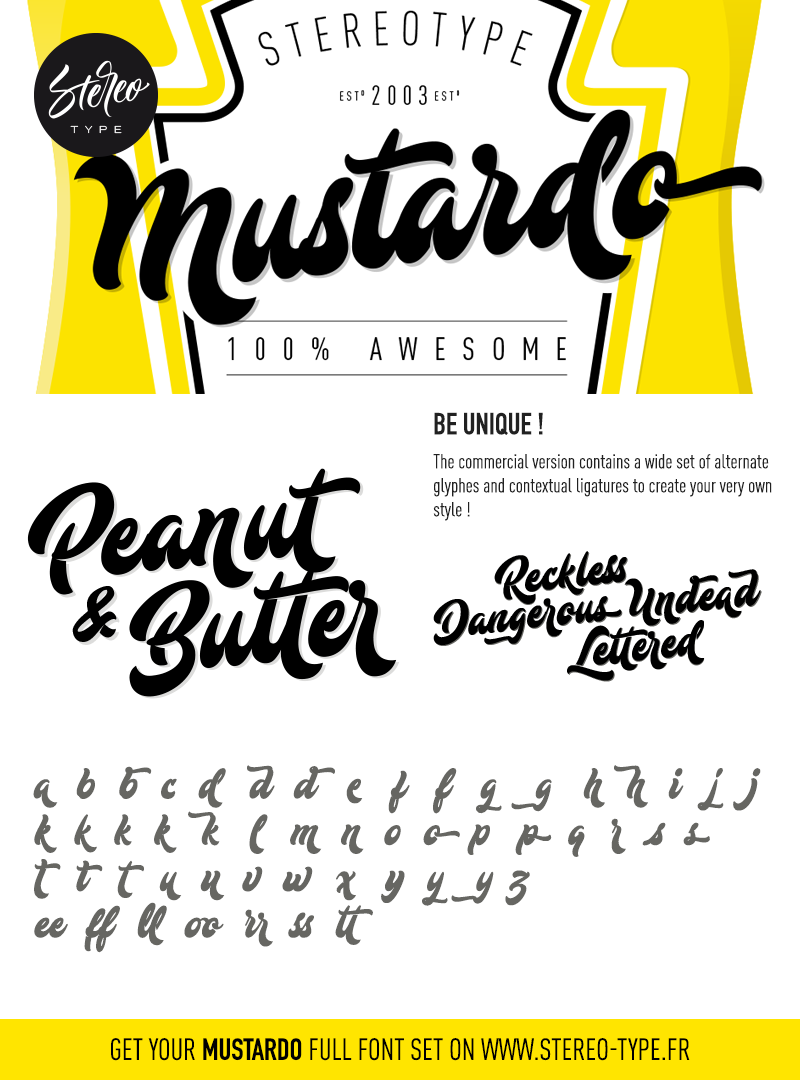 STEREOTYPE
Stereo
TYPE
ESTD 2003 EST'
Mustardo
100% AWESOME
BE UNIQUE !
The commercial version contains a wide set of alternate
glyphes and contextual ligatures to create your very own
style !
Peanut
& Butter
Reckless
Dangerous Undead
Lettered
a b b c d d d e f f g g h h i j j
k k k k k l m n o o p p q r s s
t t t u u v w x y y y z
ee ff ll oo rr ss tt
GET YOUR MUSTARDO FULL FONT SET ON WWW.STEREO-TYPE.FR